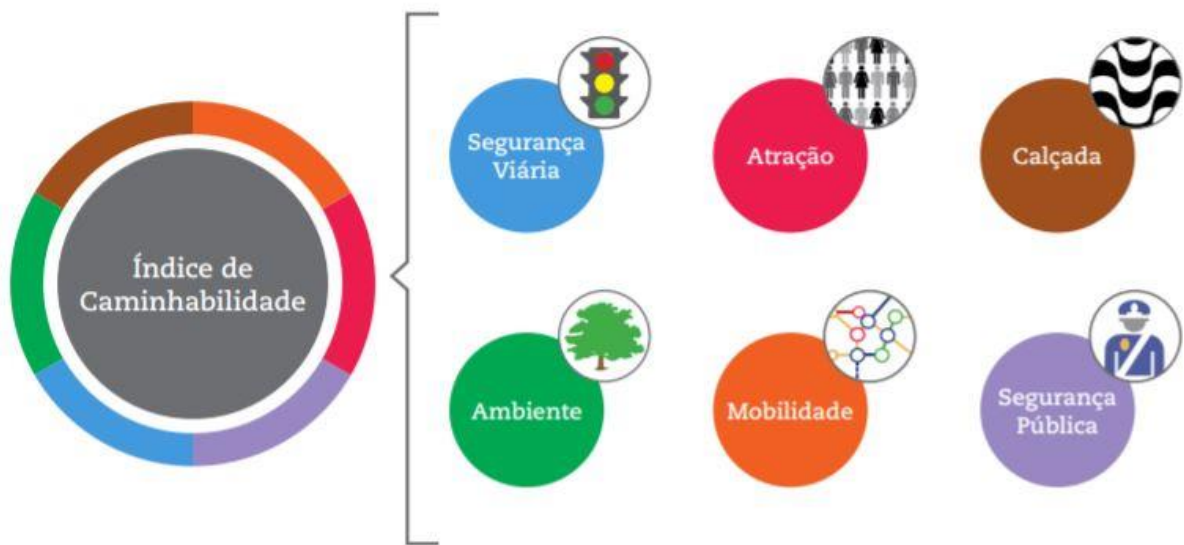 Índice de
Caminhabilidade
Segurança
Viária
Atração
Calçada
Ambiente
Mobilidade
Segurança
Pública